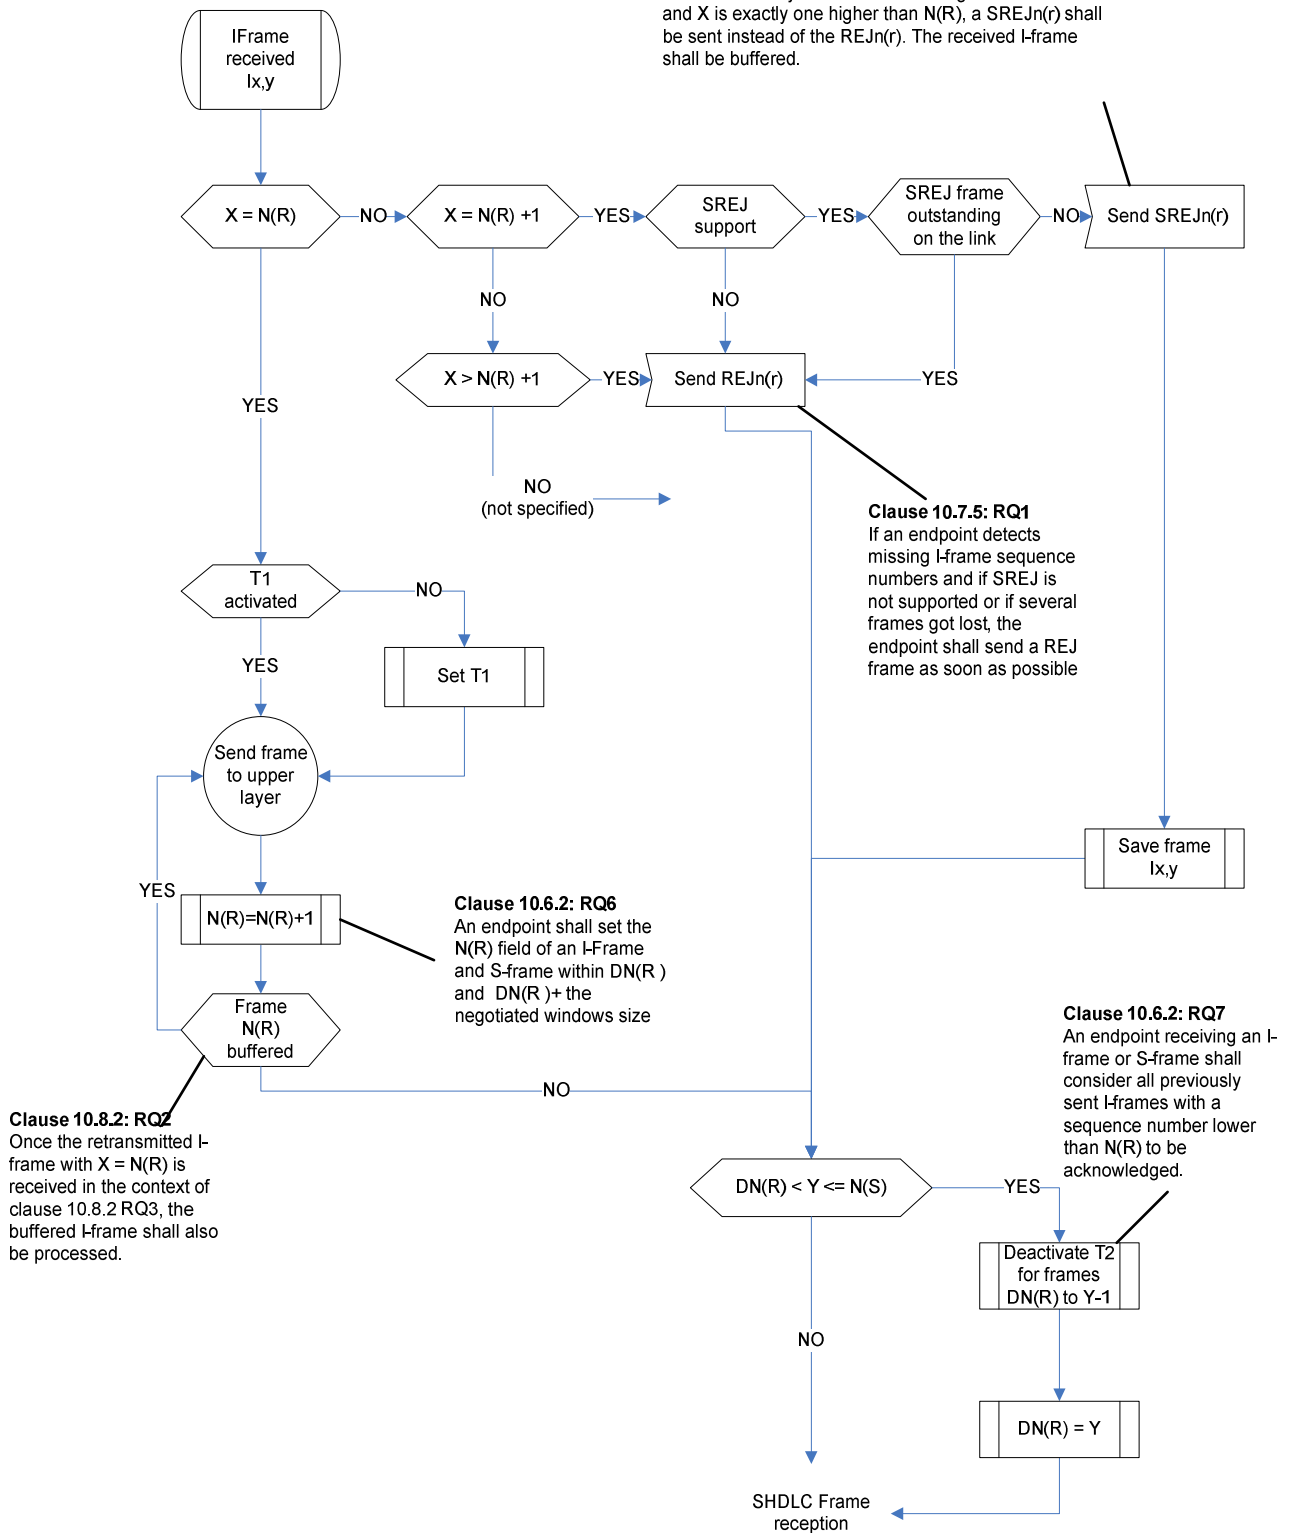 and X is exactly one higher than N(R), a SREJn(r) shall
be sent instead of the REJn(r). The received I-frame
shall be buffered.
IFrame
received
Ix,y
X = N(R)
NO
X = N(R) +1
YES
SREJ
support
YES
SREJ frame
outstanding
on the link
NO
Send SREJn(r)
NO
NO
X > N(R) +1
YES
Send REJn(r)
YES
YES
NO
(not specified)
Clause 10.7.5: RQ1
If an endpoint detects
missing I-frame sequence
numbers and if SREJ is
not supported or if several
frames got lost, the
endpoint shall send a REJ
frame as soon as possible
T1
activated
NO
YES
Set T1
Send frame
to upper
layer
Save frame
Ix,y
YES
N(R)=N(R)+1
Clause 10.6.2: RQ6
An endpoint shall set the
N(R) field of an I-Frame
and S-frame within DN(R )
and DN(R )+ the
negotiated windows size
Frame
N(R)
buffered
NO
Clause 10.6.2: RQ7
An endpoint receiving an I-
frame or S-frame shall
consider all previously
sent I-frames with a
sequence number lower
than N(R) to be
acknowledged.
Clause 10.8.2: RQ2
Once the retransmitted I-
frame with X = N(R) is
received in the context of
clause 10.8.2 RQ3, the
buffered I-frame shall also
be processed.
DN(R) < Y <= N(S)
YES
Deactivate T2
for frames
DN(R) to Y-1
NO
DN(R) = Y
SHDLC Frame
reception